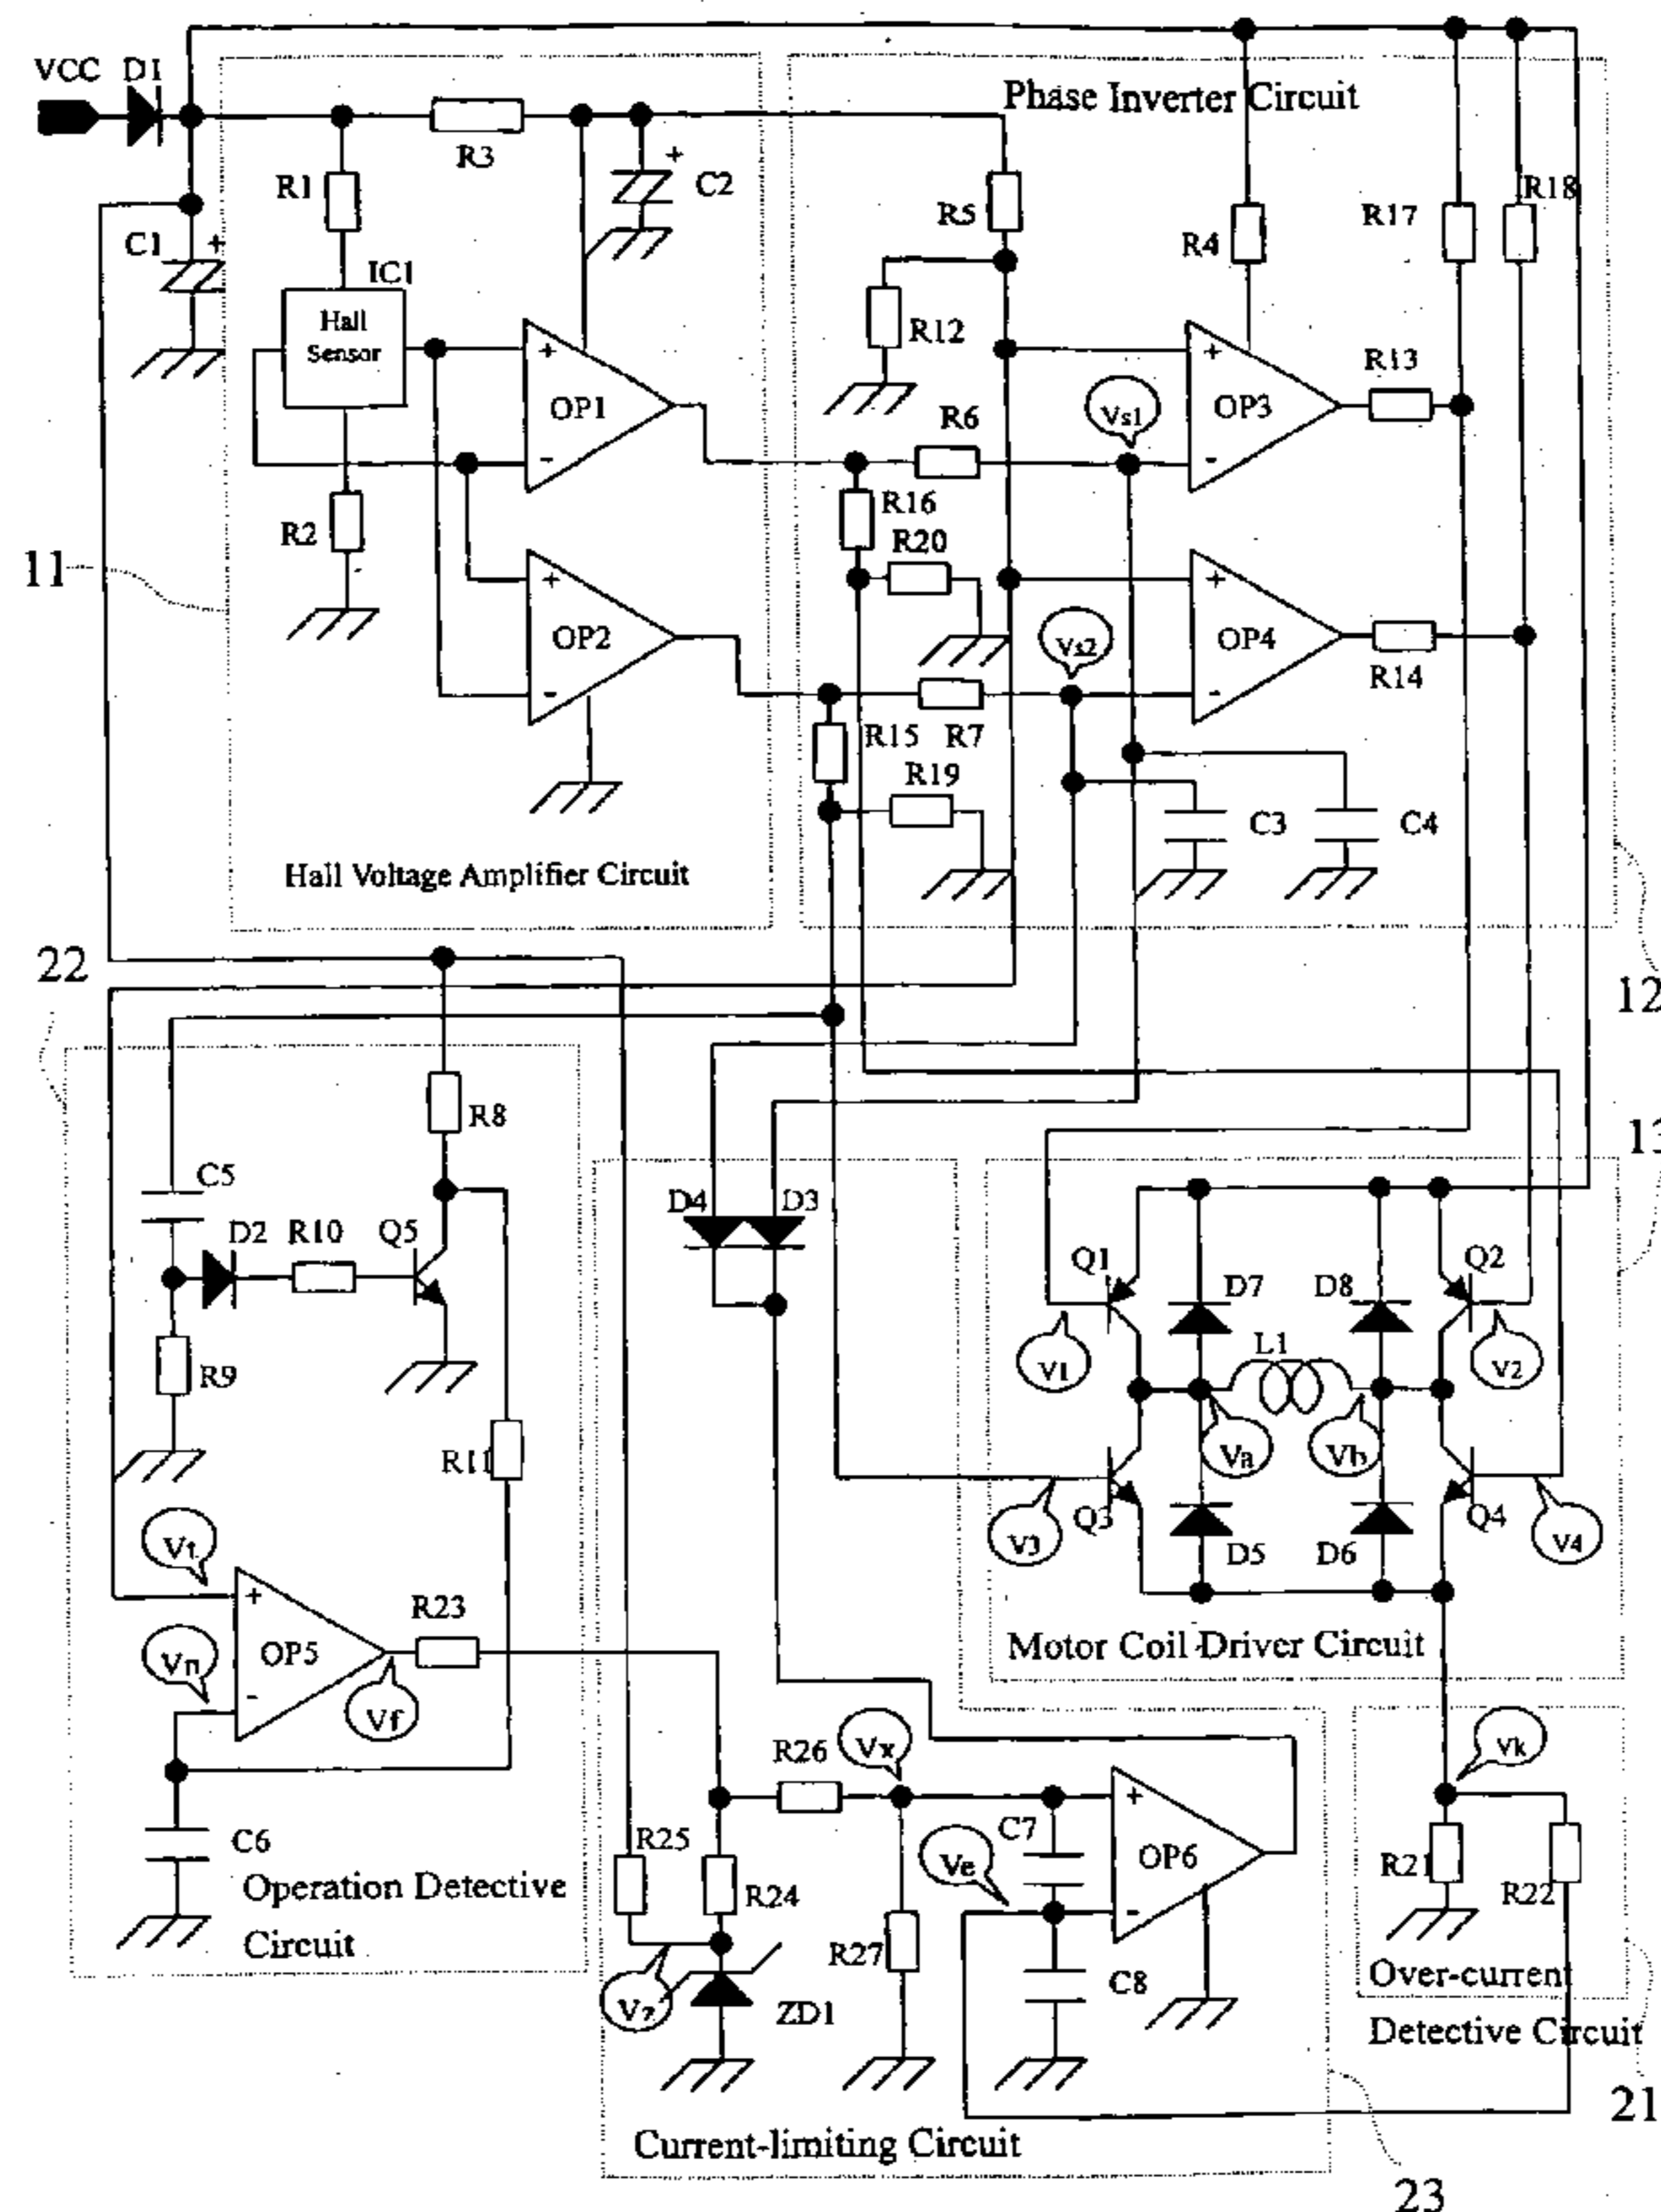 VCC D1
Phase Inverter Circuit
R3
C2
R1
R5
R4
R17
R18
C1
IC1
Hall
Sensor
R12
R13
OP1
Vs1
OP3
R6
R16
R2
R20
11
OP2
Vs2
OP4
R14
R15 R7
R19
C3
C4
Hall Voltage Amplifier Circuit
22
12
R8
13
C5
D4 D3
D2 R10 Q5
Q1
Q2
D7 D8
L1
R9
V1
V2
R11
Va Vb
Q3
Q4
Vt
V3
V4
D5 D6
R23
OP5
Vn
Vf
Motor Coil Driver Circuit
R26 Vx
Vk
C6
R25
C7
Ve
OP6
R21
R22
R24
Operation Detective
Circuit
R27
C8
Over-current
Vz
ZD1
Detective Circuit
21
Current-limiting Circuit
23
+
+
+
-
+
-
+
-
+
-
+
-
+
-